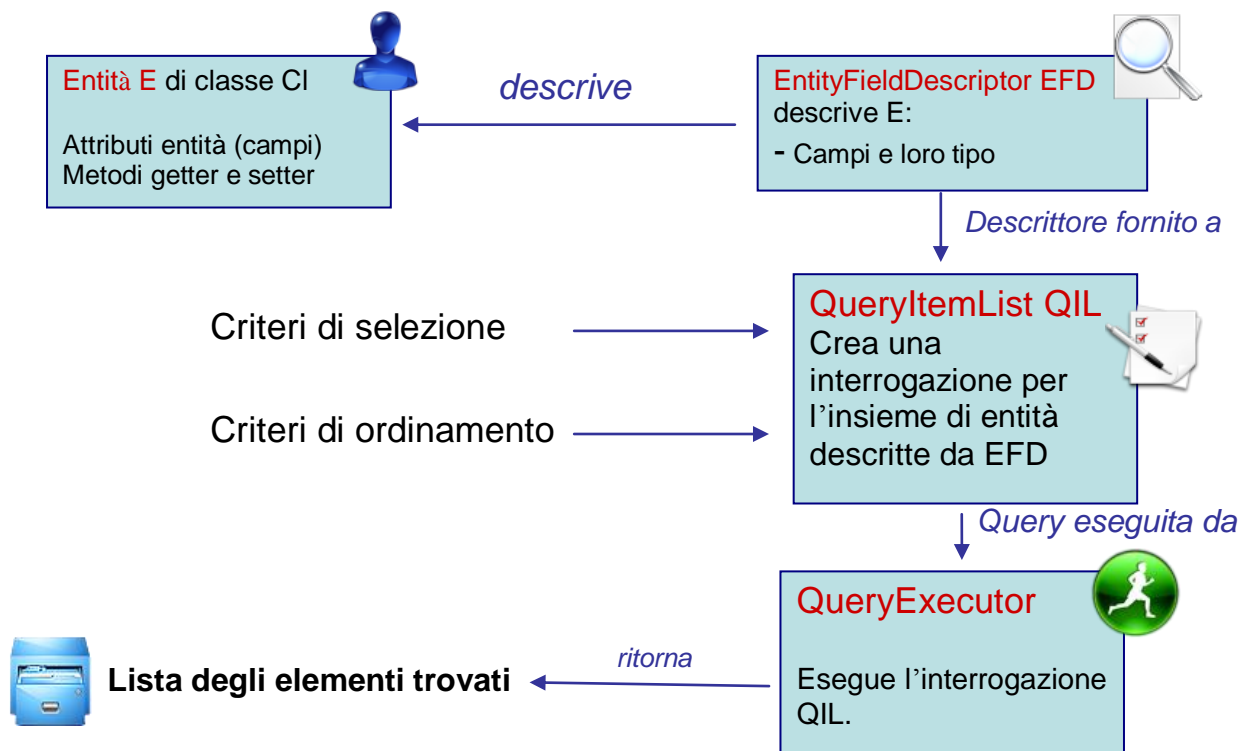 Entità E di classe Cl
Attributi entità (campi)
Metodi getter e setter
descrive
EntityFieldDescriptor EFD
descrive E:
- Campi e loro tipo
Descrittore fornito a
Criteri di selezione
Criteri di ordinamento
QueryItemList QIL
Crea una
interrogazione per
l’insieme di entità
descritte da EFD
Query eseguita da
QueryExecutor
Esegue l’interrogazione
QIL.
ritorna
Lista degli elementi trovati